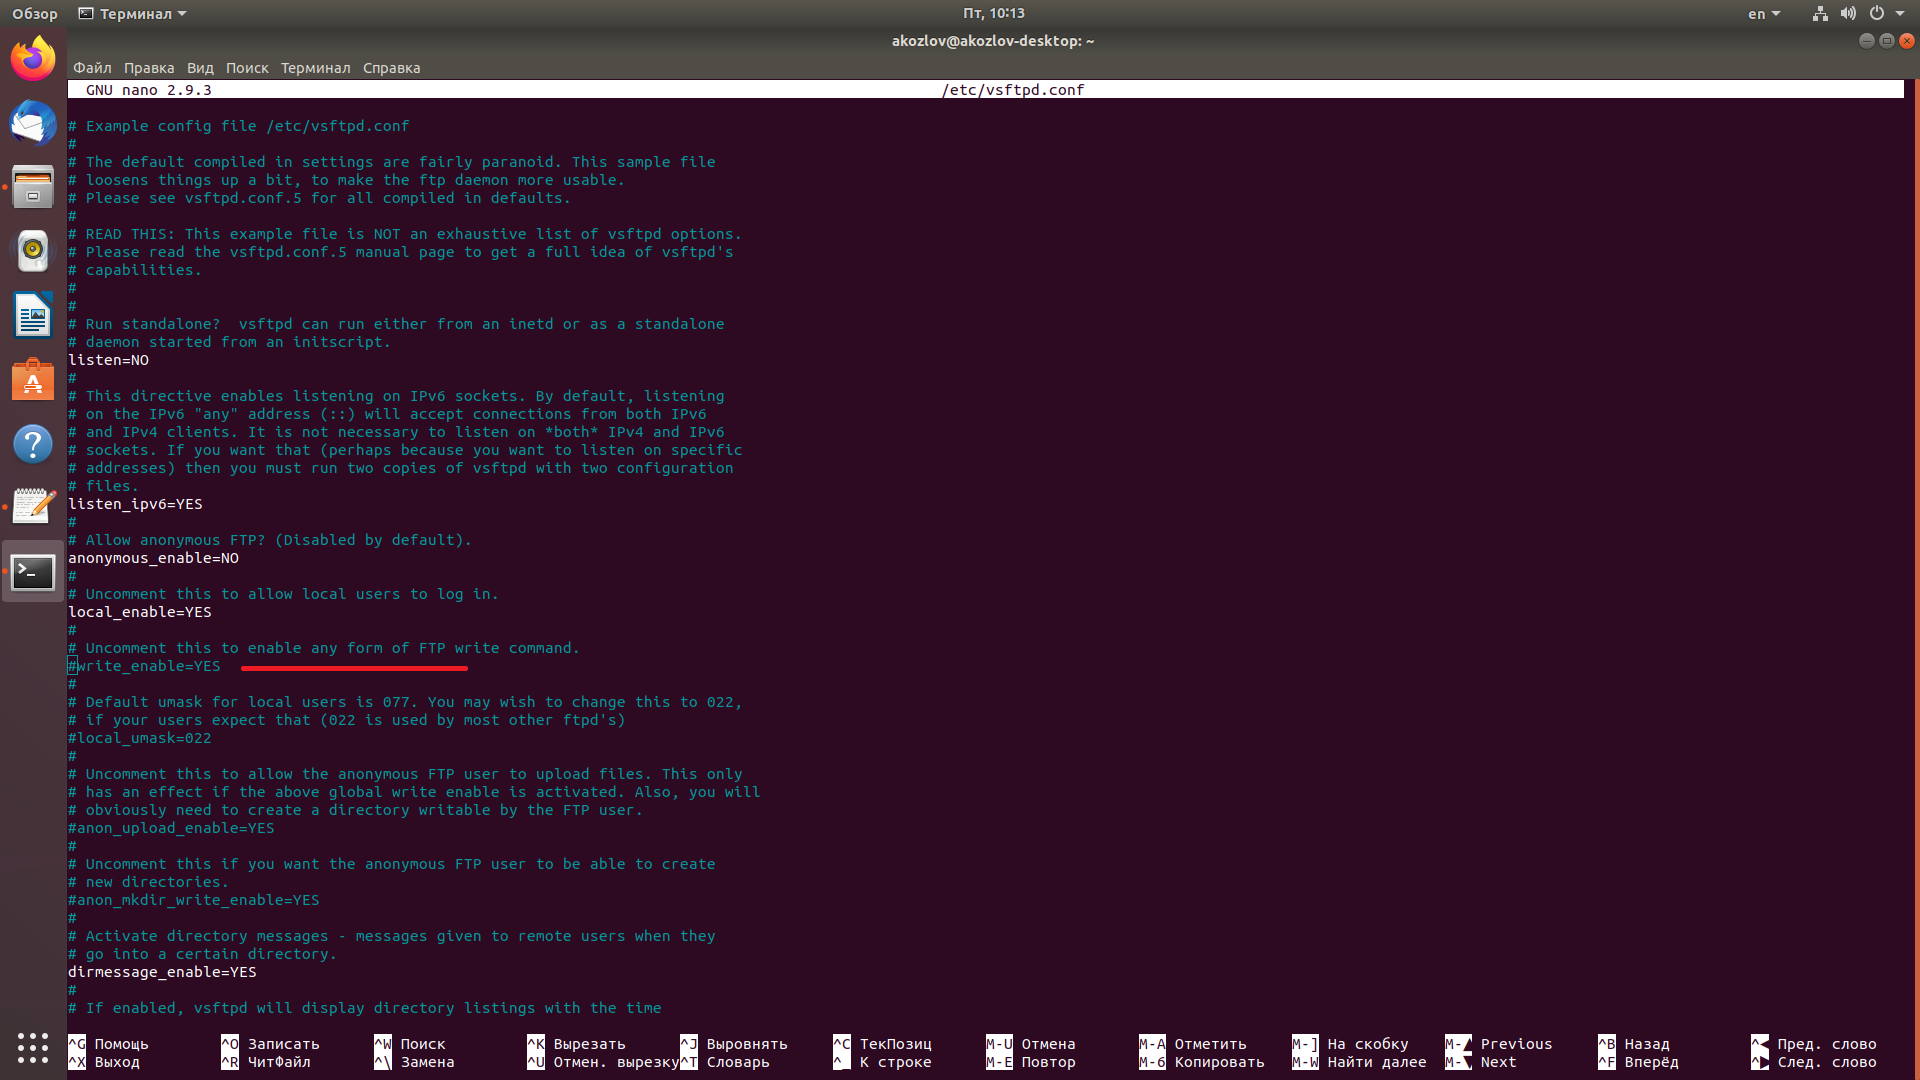 Обзор Терминал Пт, 10:13 en
akozlov@akozlov-desktop: ~
Файл Правка Вид Поиск Терминал Справка
GNU nano 2.9.3 /etc/vsftpd.conf
# Example config file /etc/vsftpd.conf
#
# The default compiled in settings are fairly paranoid. This sample file
# loosens things up a bit, to make the ftp daemon more usable.
# Please see vsftpd.conf.5 for all compiled in defaults.
#
# READ THIS: This example file is NOT an exhaustive list of vsftpd options.
# Please read the vsftpd.conf.5 manual page to get a full idea of vsftpd's
# capabilities.
#
#
# Run standalone?  vsftpd can run either from an inetd or as a standalone
# daemon started from an initscript.
listen=NO
#
# This directive enables listening on IPv6 sockets. By default, listening
# on the IPv6 "any" address (::) will accept connections from both IPv6
# and IPv4 clients. It is not necessary to listen on *both* IPv4 and IPv6
# sockets. If you want that (perhaps because you want to listen on specific
# addresses) then you must run two copies of vsftpd with two configuration
# files.
listen_ipv6=YES
#
# Allow anonymous FTP? (Disabled by default).
anonymous_enable=NO
#
# Uncomment this to allow local users to log in.
local_enable=YES
#
# Uncomment this to enable any form of FTP write command.
#write_enable=YES
#
# Default umask for local users is 077. You may wish to change this to 022,
# if your users expect that (022 is used by most other ftpd's)
#local_umask=022
#
# Uncomment this to allow the anonymous FTP user to upload files. This only
# has an effect if the above global write enable is activated. Also, you will
# obviously need to create a directory writable by the FTP user.
#anon_upload_enable=YES
#
# Uncomment this if you want the anonymous FTP user to be able to create
# new directories.
#anon_mkdir_write_enable=YES
#
# Activate directory messages - messages given to remote users when they
# go into a certain directory.
dirmessage_enable=YES
#
# If enabled, vsftpd will display directory listings with the time
^G Помощь ^O Записать ^W Поиск ^K Вырезать ^J Выровнять ^C ТекПозиц M-U Отмена M-A Отметить M-] На скобку M-▲ Previous ^B Назад ^◀ Пред. слово
^X Выход ^R ЧитФайл ^\ Замена ^U Отмен. вырезку ^T Словарь ^_ К строке M-E Повтор M-6 Копировать M-W Найти далее M-▼ Next ^F Вперёд ^▶ След. слово